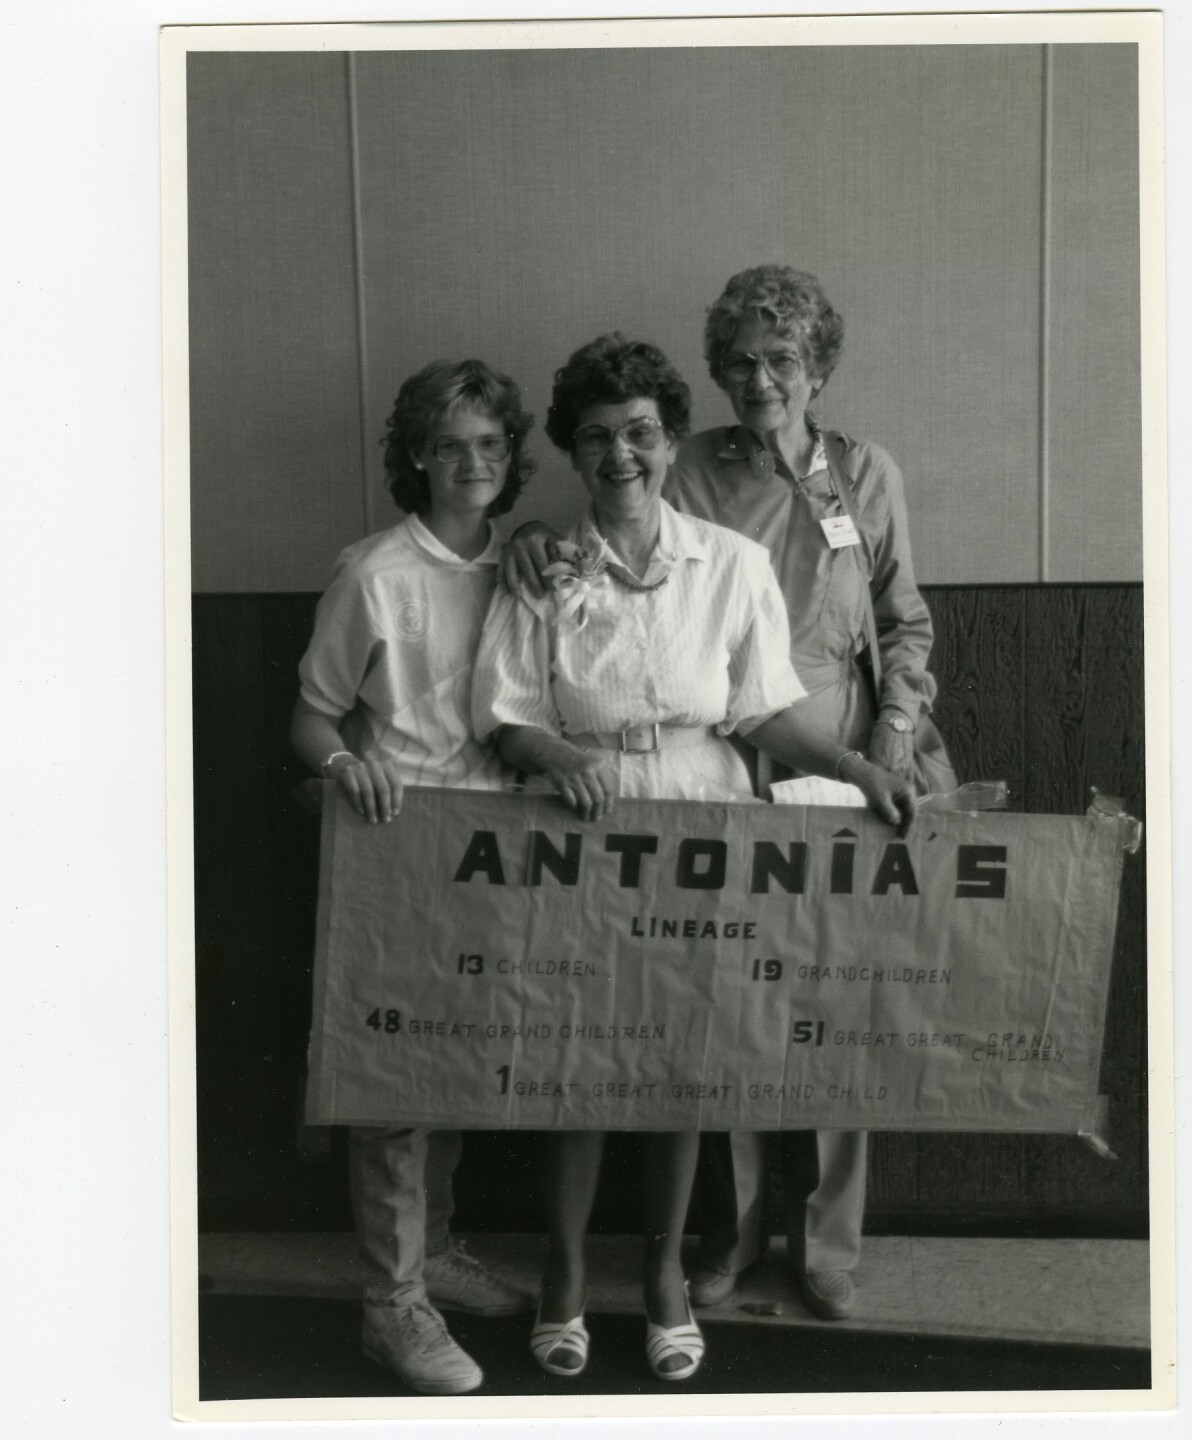 ANTONÎA'S
LINEAGE
13 CHILDREN 19 GRANDCHILDREN
48 GREAT GRAND CHILDREN 51 GREAT GREAT GRAND
CHILDREN
1 GREAT GREAT GREAT GRAND CHILD